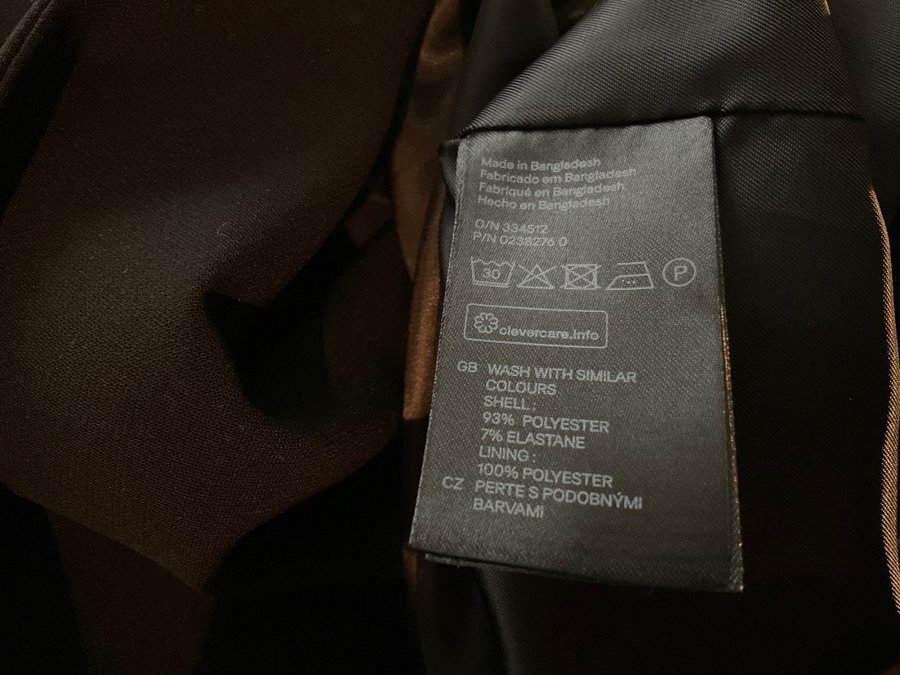 Made in Bangladesh
Fabricado em Bangladesh
Fabriqué en Bangladesh
Hecho en Bangladesh
O/N 334512
P/N 0238276 0
30 P
clevercare.info
GB WASH WITH SIMILAR
COLOURS
SHELL:
93% POLYESTER
7% ELASTANE
LINING:
100% POLYESTER
CZ PERTE S PODOBNÝMI
BARVAMI